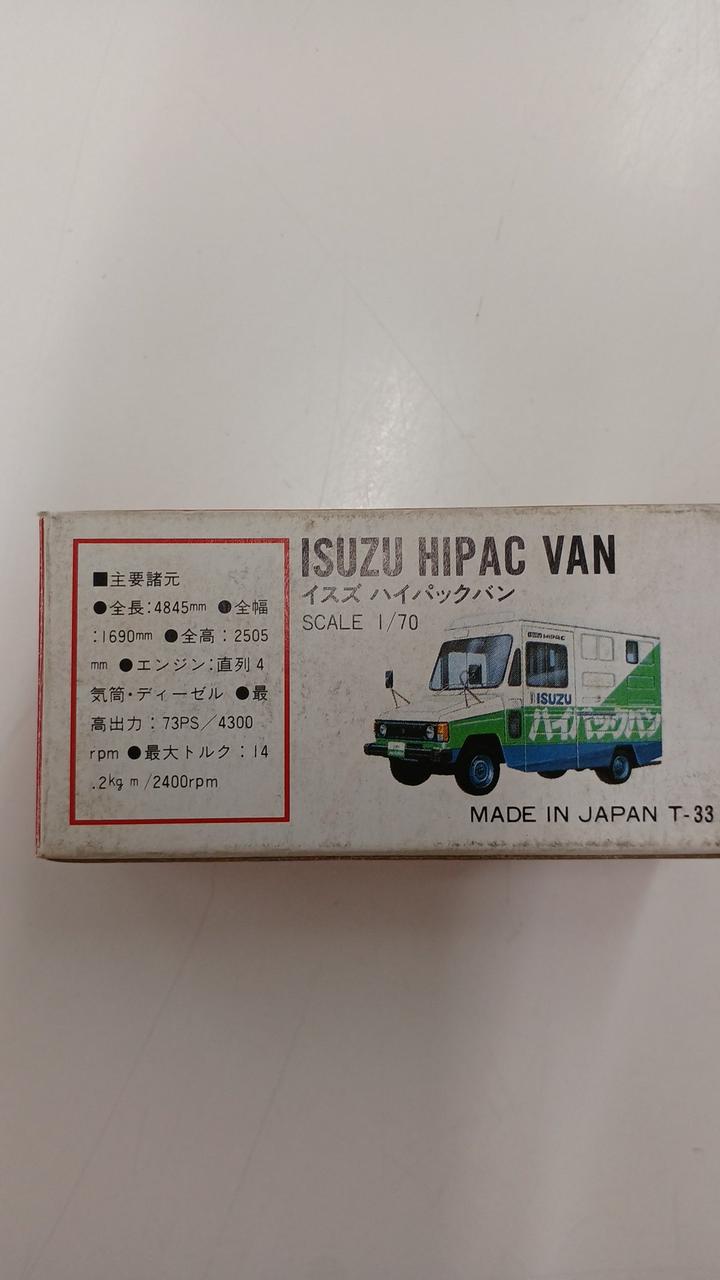 ■主要諸元
●全長:4845mm ●全幅
:1690mm ●全高:2505
mm ●エンジン:直列4
気筒・ディーゼル ●最
高出力:73PS/4300
rpm ●最大トルク:14
.2kg m/2400rpm
ISUZU HIPAC VAN
イスズ ハイパックバン
SCALE 1/70
ISUZU HIPAC
ISUZU
ハイパックバン
MADE IN JAPAN T-33